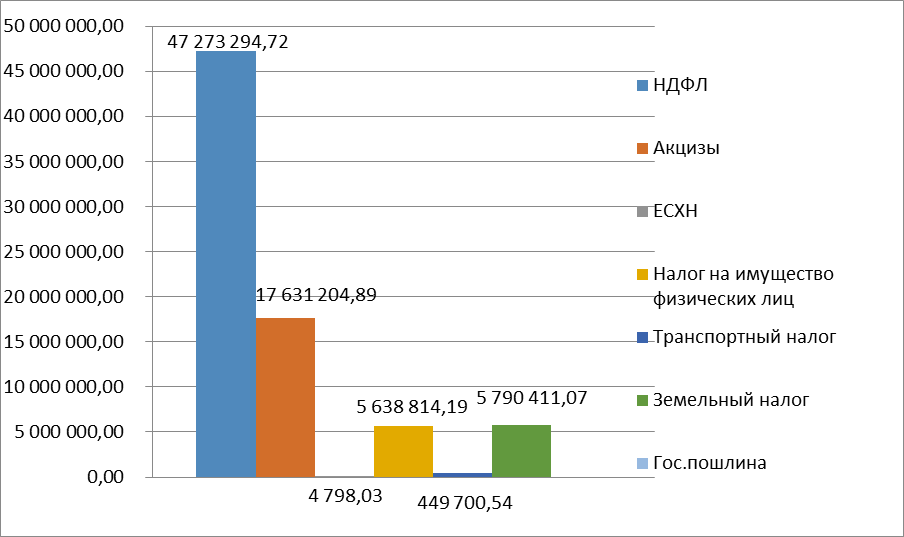 50 000 000,00
45 000 000,00
40 000 000,00
35 000 000,00
30 000 000,00
25 000 000,00
20 000 000,00
15 000 000,00
10 000 000,00
5 000 000,00
0,00
47 273 294,72
17 631 204,89
4 798,03
5 638 814,19
449 700,54
5 790 411,07
НДФЛ
Акцизы
ЕСХН
Налог на имущество
физических лиц
Транспортный налог
Земельный налог
Гос.пошлина